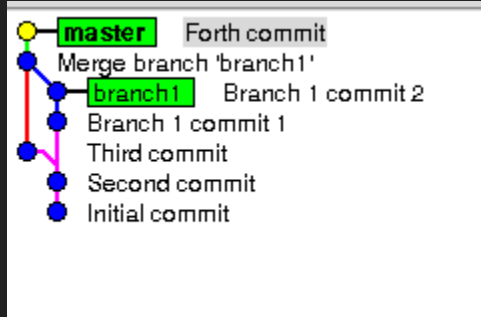 master Forth commit
Merge branch 'branch1'
branch1 Branch 1 commit 2
Branch 1 commit 1
Third commit
Second commit
Initial commit